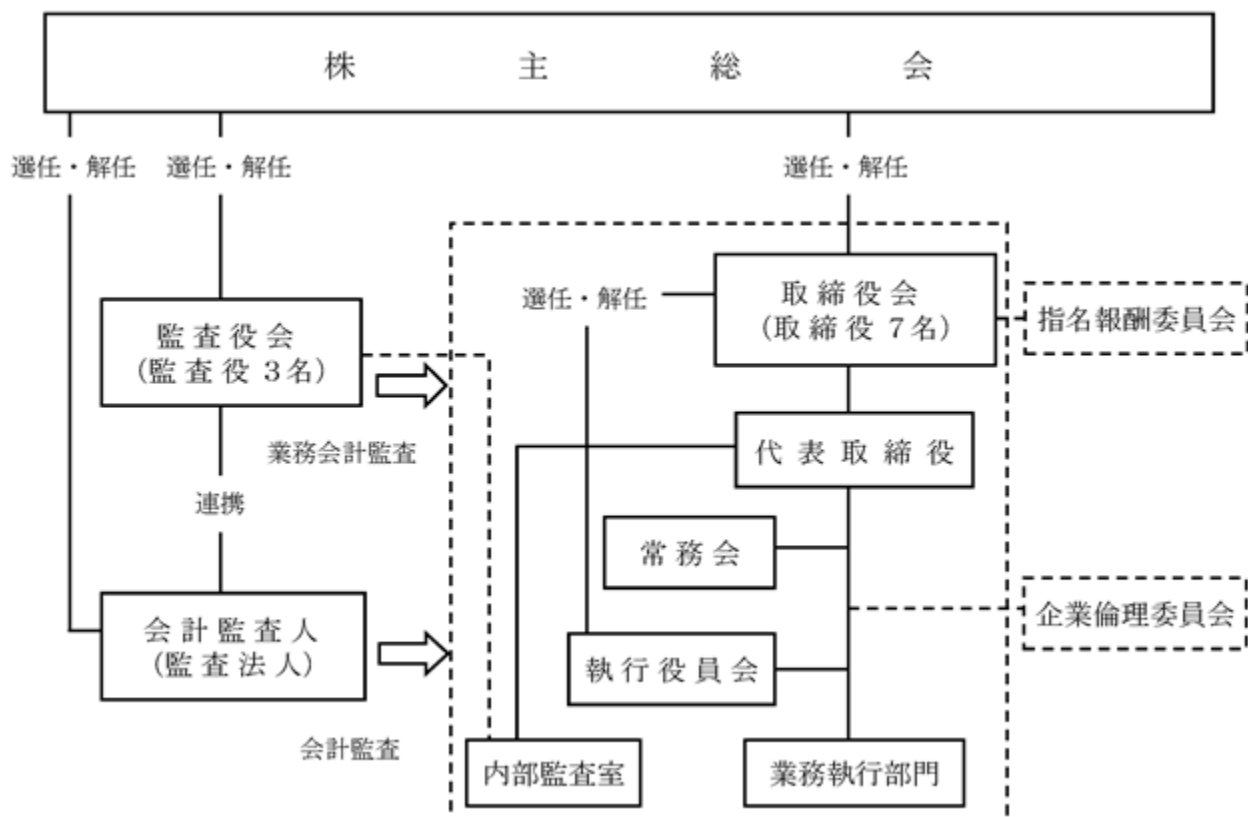 株主総会
選任・解任
選任・解任
選任・解任
監査役会
(監査役3名)
選任・解任
取締役会
(取締役7名)
指名報酬委員会
業務会計監査
代表取締役
連携
常務会
会計監査人
(監査法人)
企業倫理委員会
執行役員会
会計監査
内部監査室
業務執行部門